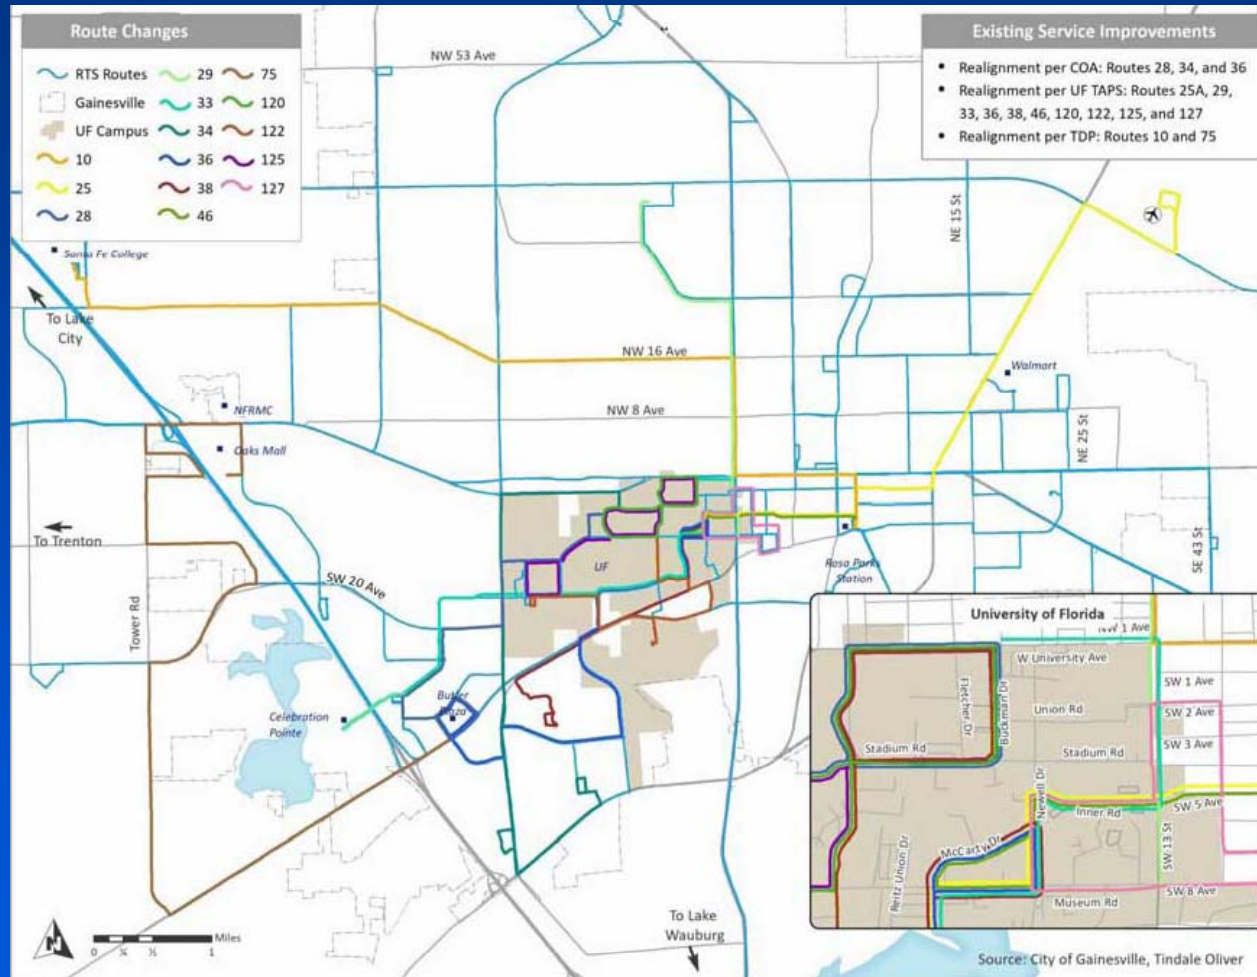 Route Changes
RTS Routes
Gainesville
UF Campus
10
25
28
29
33
34
36
38
46
75
120
122
125
127
Existing Service Improvements
• Realignment per COA: Routes 28, 34, and 36
• Realignment per UF TAPS: Routes 25A, 29,
33, 36, 38, 46, 120, 122, 125, and 127
• Realignment per TDP: Routes 10 and 75
NW 53 Ave
NE 15 St
Santa Fe College
To Lake
City
NW 16 Ave
Walmart
NFRMC
NW 8 Ave
Oaks Mall
NE 25 St
To Trenton
SW 20 Ave
UF
Rosa Parks
Station
SE 43 St
Tower Rd
Celebration
Pointe
Butler
Plaza
University of Florida
NW 1 Ave
W University Ave
Fletcher Dr
Buckman Dr
Union Rd
SW 1 Ave
SW 2 Ave
Stadium Rd
Stadium Rd
SW 3 Ave
Newell Dr
Inner Rd
SW 5 Ave
SW 13 St
McCarty Dr
Reitz Union Dr
Museum Rd
SW 8 Ave
N
Miles
0 ¼ ½ 1
To Lake
Wauburg
Source: City of Gainesville, Tindale Oliver